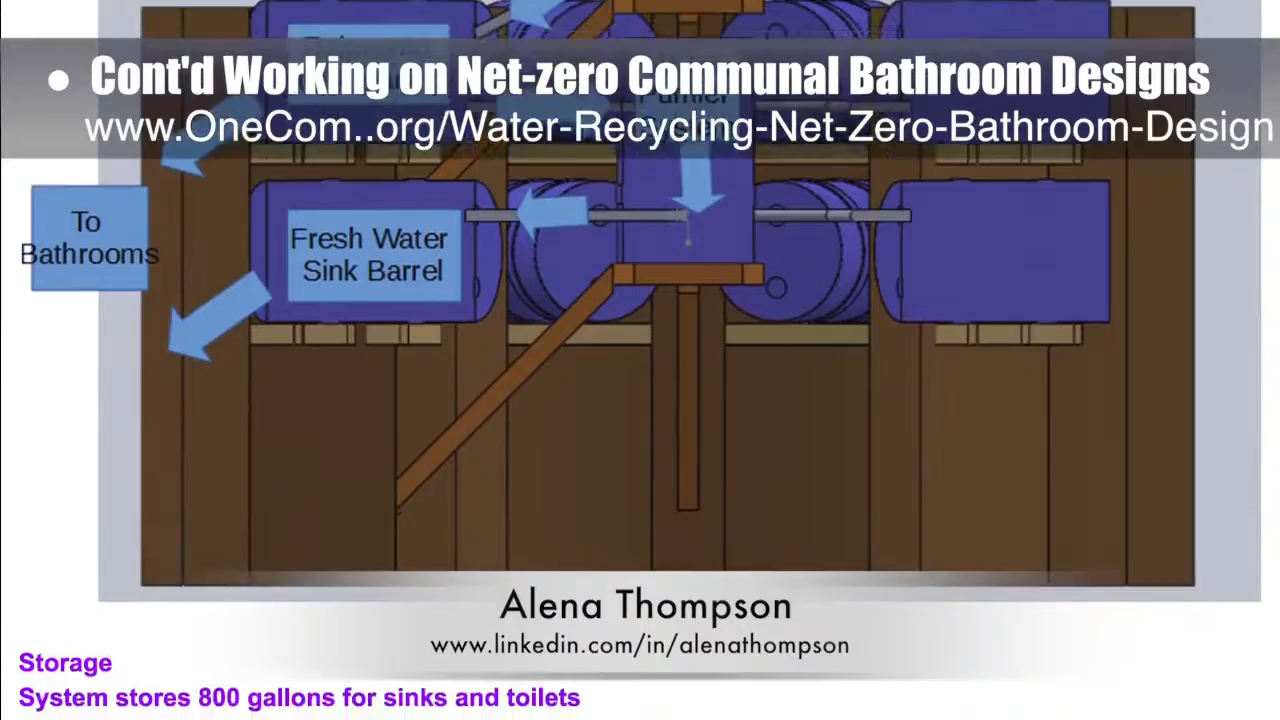 ● Cont'd Working on Net-zero Communal Bathroom Designs
www.OneCom..org/Water-Recycling-Net-Zero-Bathroom-Design
To
Bathrooms
Fresh Water
Sink Barrel
Alena Thompson
www.linkedin.com/in/alenathompson
Storage
System stores 800 gallons for sinks and toilets